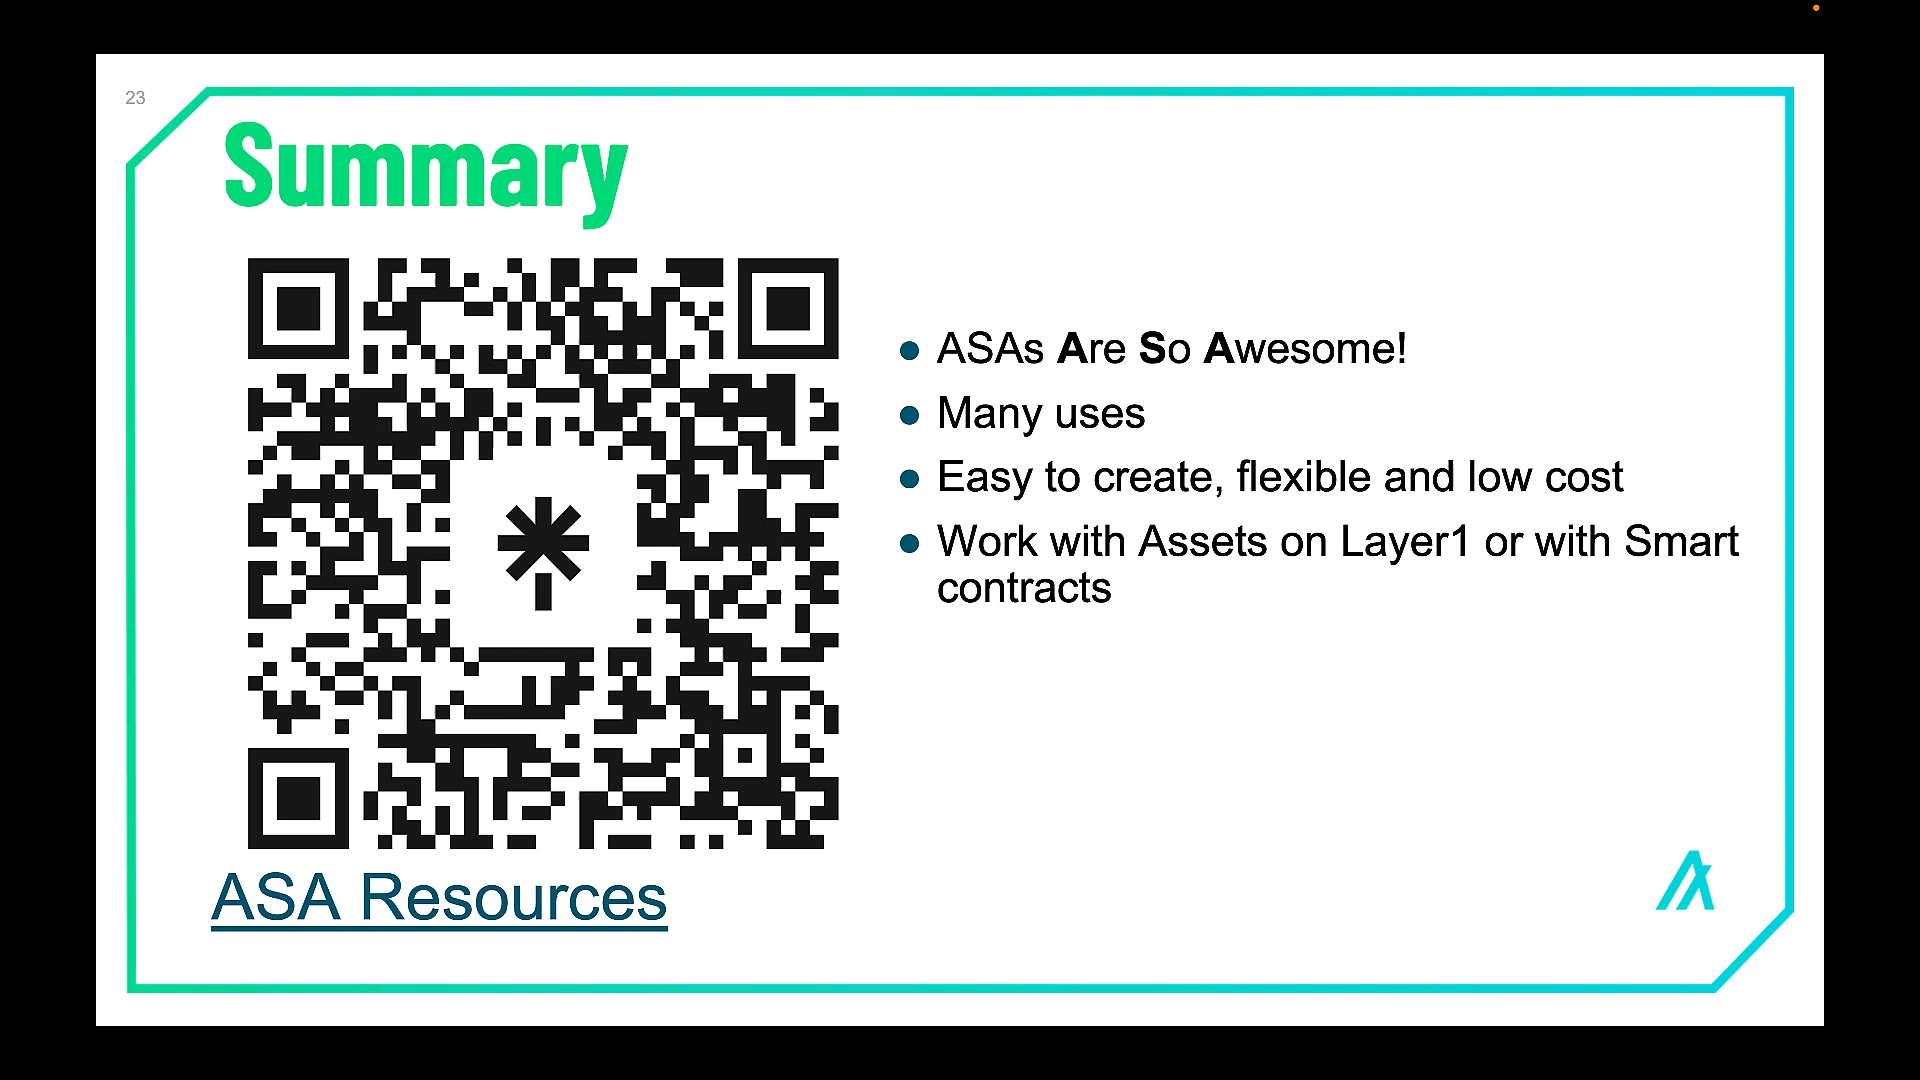 23
Summary
ASAs Are So Awesome!
Many uses
Easy to create, flexible and low cost
Work with Assets on Layer1 or with Smart
contracts
ASA Resources